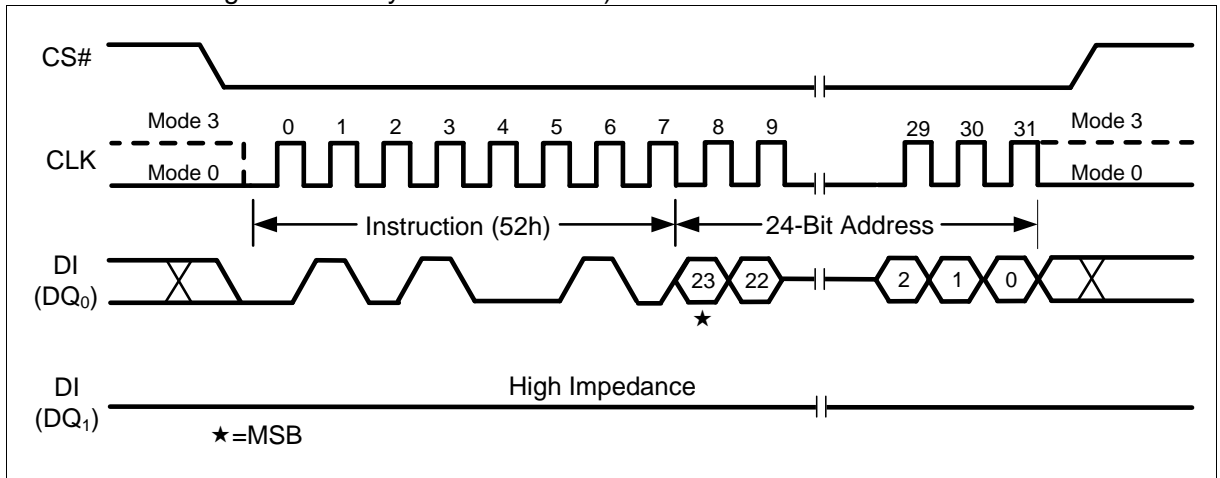 CS#
Mode 3
0 1 2 3 4 5 6 7 8 9 29 30 31
Mode 3
CLK
Mode 0
Mode 0
Instruction (52h)
24-Bit Address
DI
(DQ0)
23 22 2 1 0
★
DI
(DQ1)
High Impedance
★=MSB